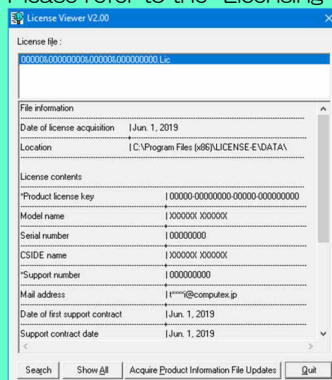 Please refer to the "Licensing
License Viewer V2.00
License file :
00000&00000000&00000&000000000.Lic
File information
Date of license acquisition | Jun. 1, 2019
Location | C:\Program Files (x86)\LICENSE-E\DATA\
License contents
*Product license key | 00000-00000000-00000-000000000
Model name | XXXXXX XXXXXX
Serial number | 00000000
CSIDE name | XXXXXX XXXXXX
*Support number | 000000000
Mail address | t****i@computex.jp
Date of first support contract | Jun. 1, 2019
Support contract date | Jun. 1, 2019
Search Show All Acquire Product Information File Updates Quit